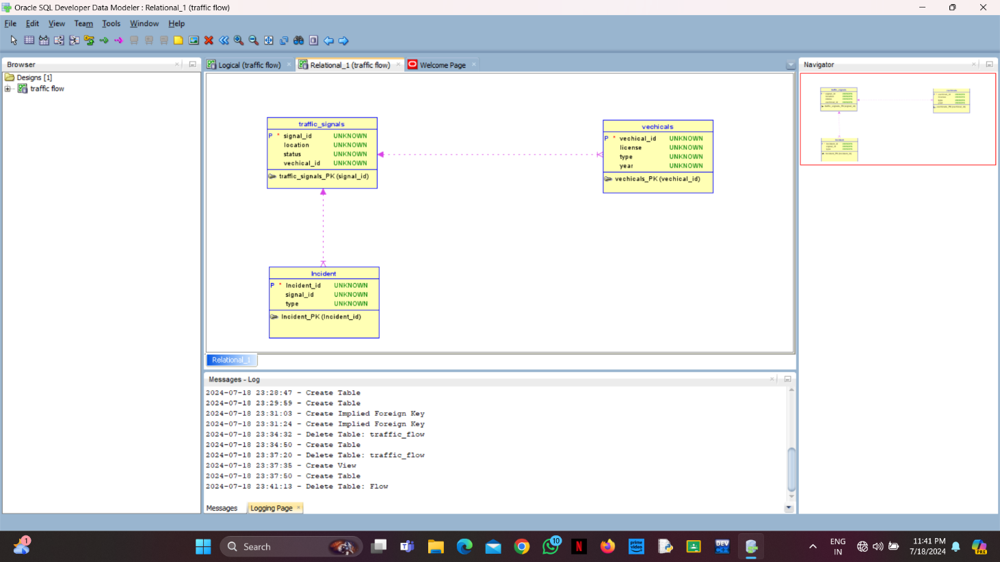 Oracle SQL Developer Data Modeler : Relational_1 (traffic flow)
File Edit View Team Tools Window Help
Browser
Designs [1]
traffic flow
Logical (traffic flow)
Relational_1 (traffic flow)
Welcome Page
traffic_signals
P * signal_id UNKNOWN
location UNKNOWN
status UNKNOWN
vechical_id UNKNOWN
traffic_signals_PK (signal_id)
vechicals
P * vechical_id UNKNOWN
license UNKNOWN
type UNKNOWN
year UNKNOWN
vechicals_PK (vechical_id)
Incident
P * Incident_id UNKNOWN
signal_id UNKNOWN
type UNKNOWN
Incident_PK (Incident_id)
Relational_1
Messages - Log
2024-07-18 23:28:47 - Create Table
2024-07-18 23:29:59 - Create Table
2024-07-18 23:31:03 - Create Implied Foreign Key
2024-07-18 23:31:24 - Create Implied Foreign Key
2024-07-18 23:34:32 - Delete Table: traffic_flow
2024-07-18 23:34:50 - Create Table
2024-07-18 23:37:20 - Delete Table: traffic_flow
2024-07-18 23:37:35 - Create View
2024-07-18 23:37:50 - Create Table
2024-07-18 23:41:13 - Delete Table: Flow
Messages
Logging Page
Navigator
1
Search
10
prime video
DEV
ENG
IN
11:41 PM
7/18/2024
PRE